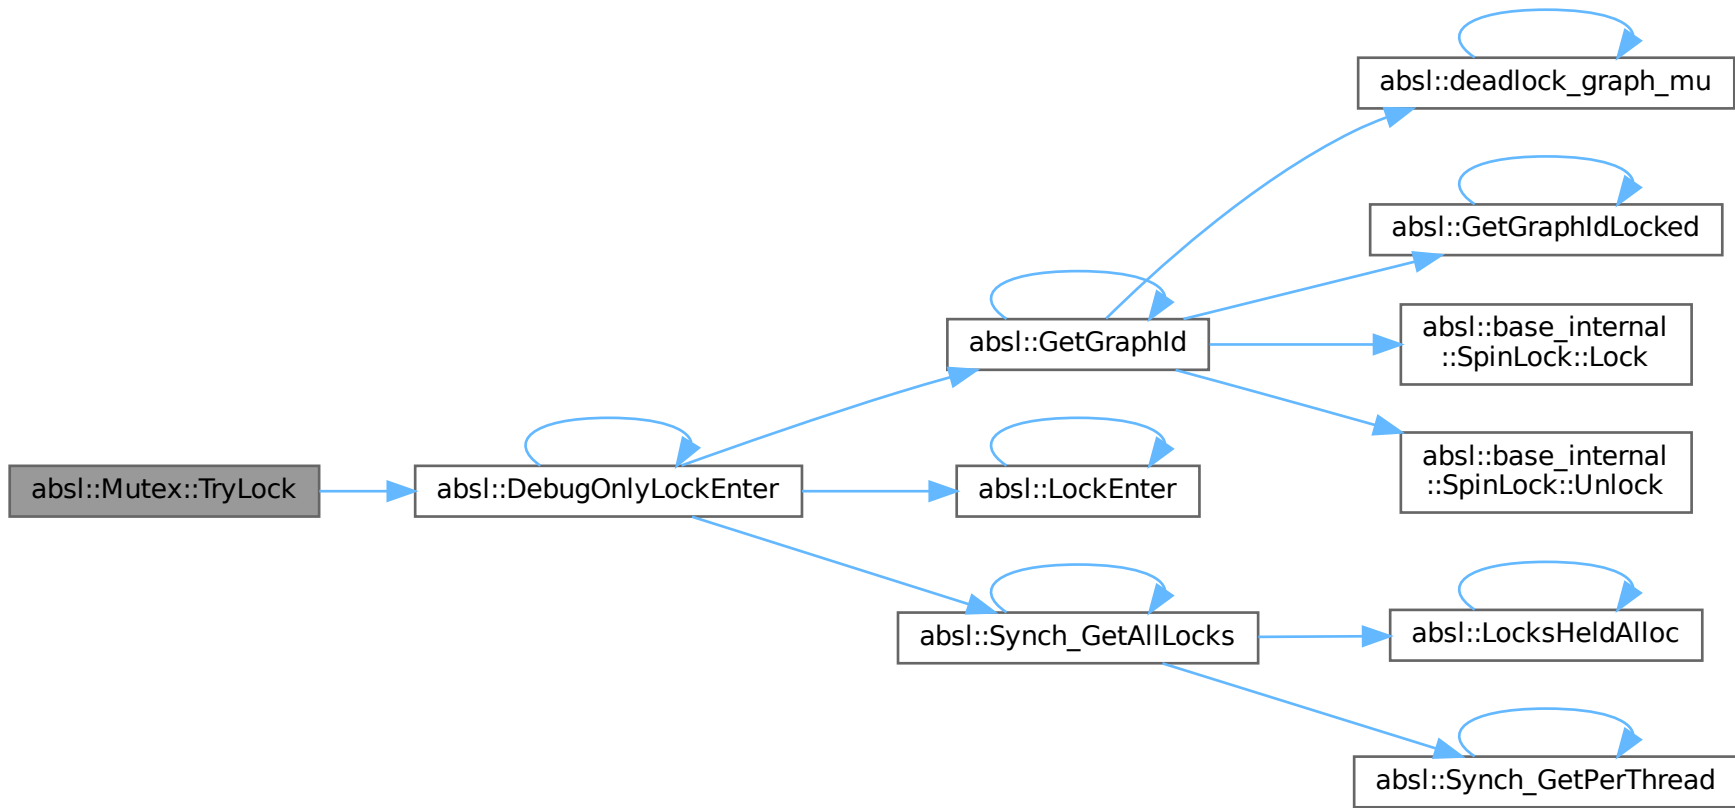 absl::deadlock_graph_mu
absl::GetGraphIdLocked
absl::GetGraphId
absl::base_internal
::SpinLock::Lock
absl::base_internal
::SpinLock::Unlock
absl::Mutex::TryLock
absl::DebugOnlyLockEnter
absl::LockEnter
absl::Synch_GetAllLocks
absl::LocksHeldAlloc
absl::Synch_GetPerThread